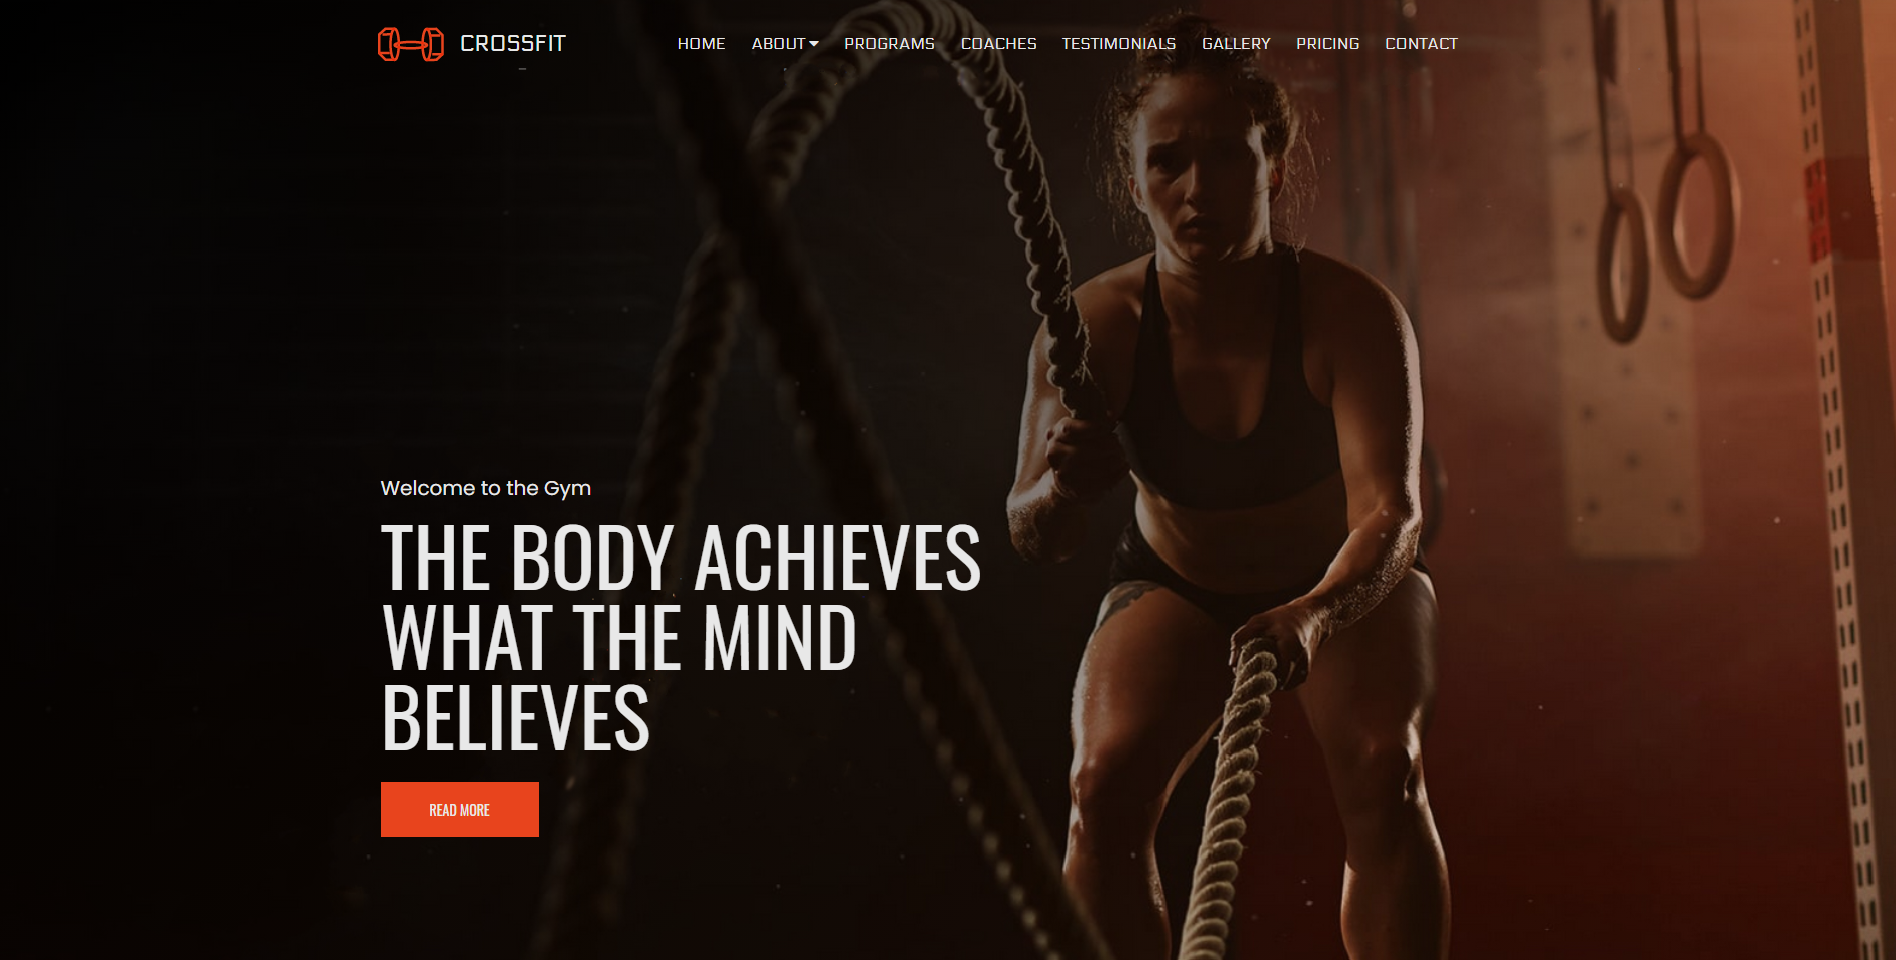 CROSSFIT
HOME
ABOUT
PROGRAMS
COACHES
TESTIMONIALS
GALLERY
PRICING
CONTACT
Welcome to the Gym
THE BODY ACHIEVES
WHAT THE MIND
BELIEVES
READ MORE